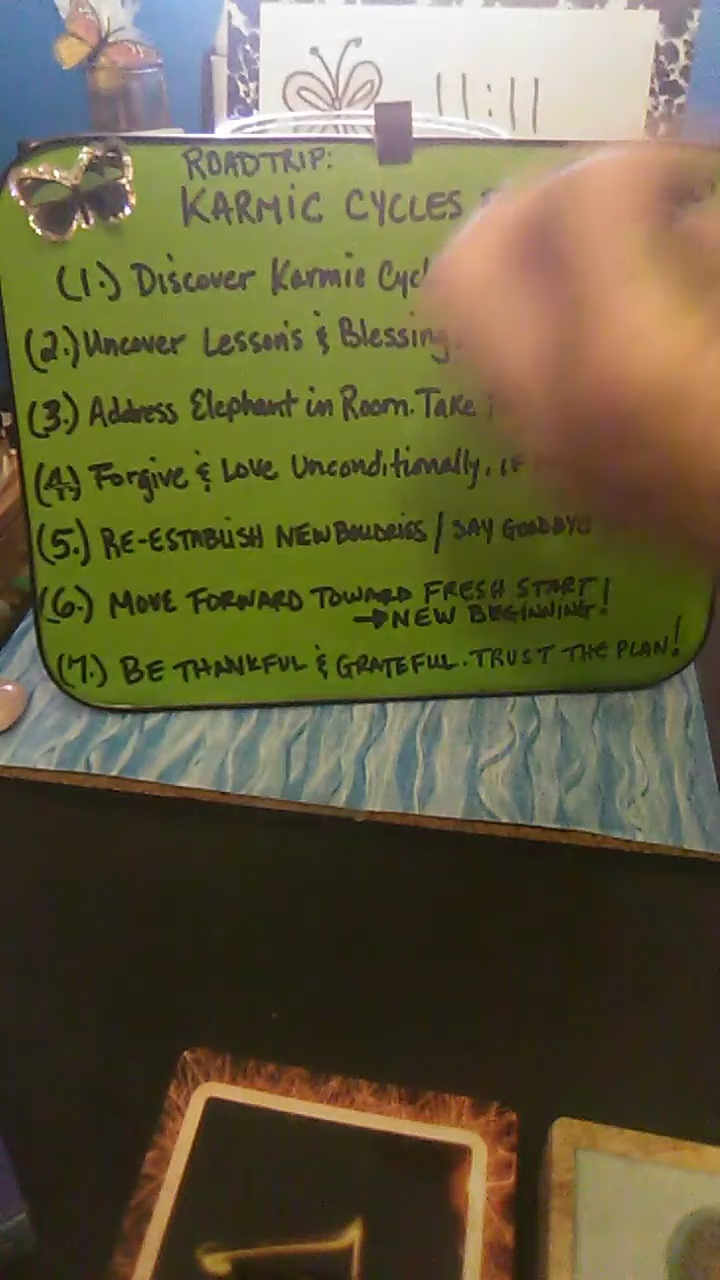 11:11
ROADTRIP:
KARMIC CYCLES
(1.) Discover Karmic
(2.) Uncover Lesson's & Blessing
(3.) Address Elephant in Room. Take
(4.) Forgive & Love Unconditionally. IF
(5.) RE-ESTABLISH NEW BOUDRIES / SAY GOODBYE
(6.) MOVE FORWARD TOWARD FRESH START!
→ NEW BEGINNING!
(7.) BE THANKFUL & GRATEFUL. TRUST THE PLAN!